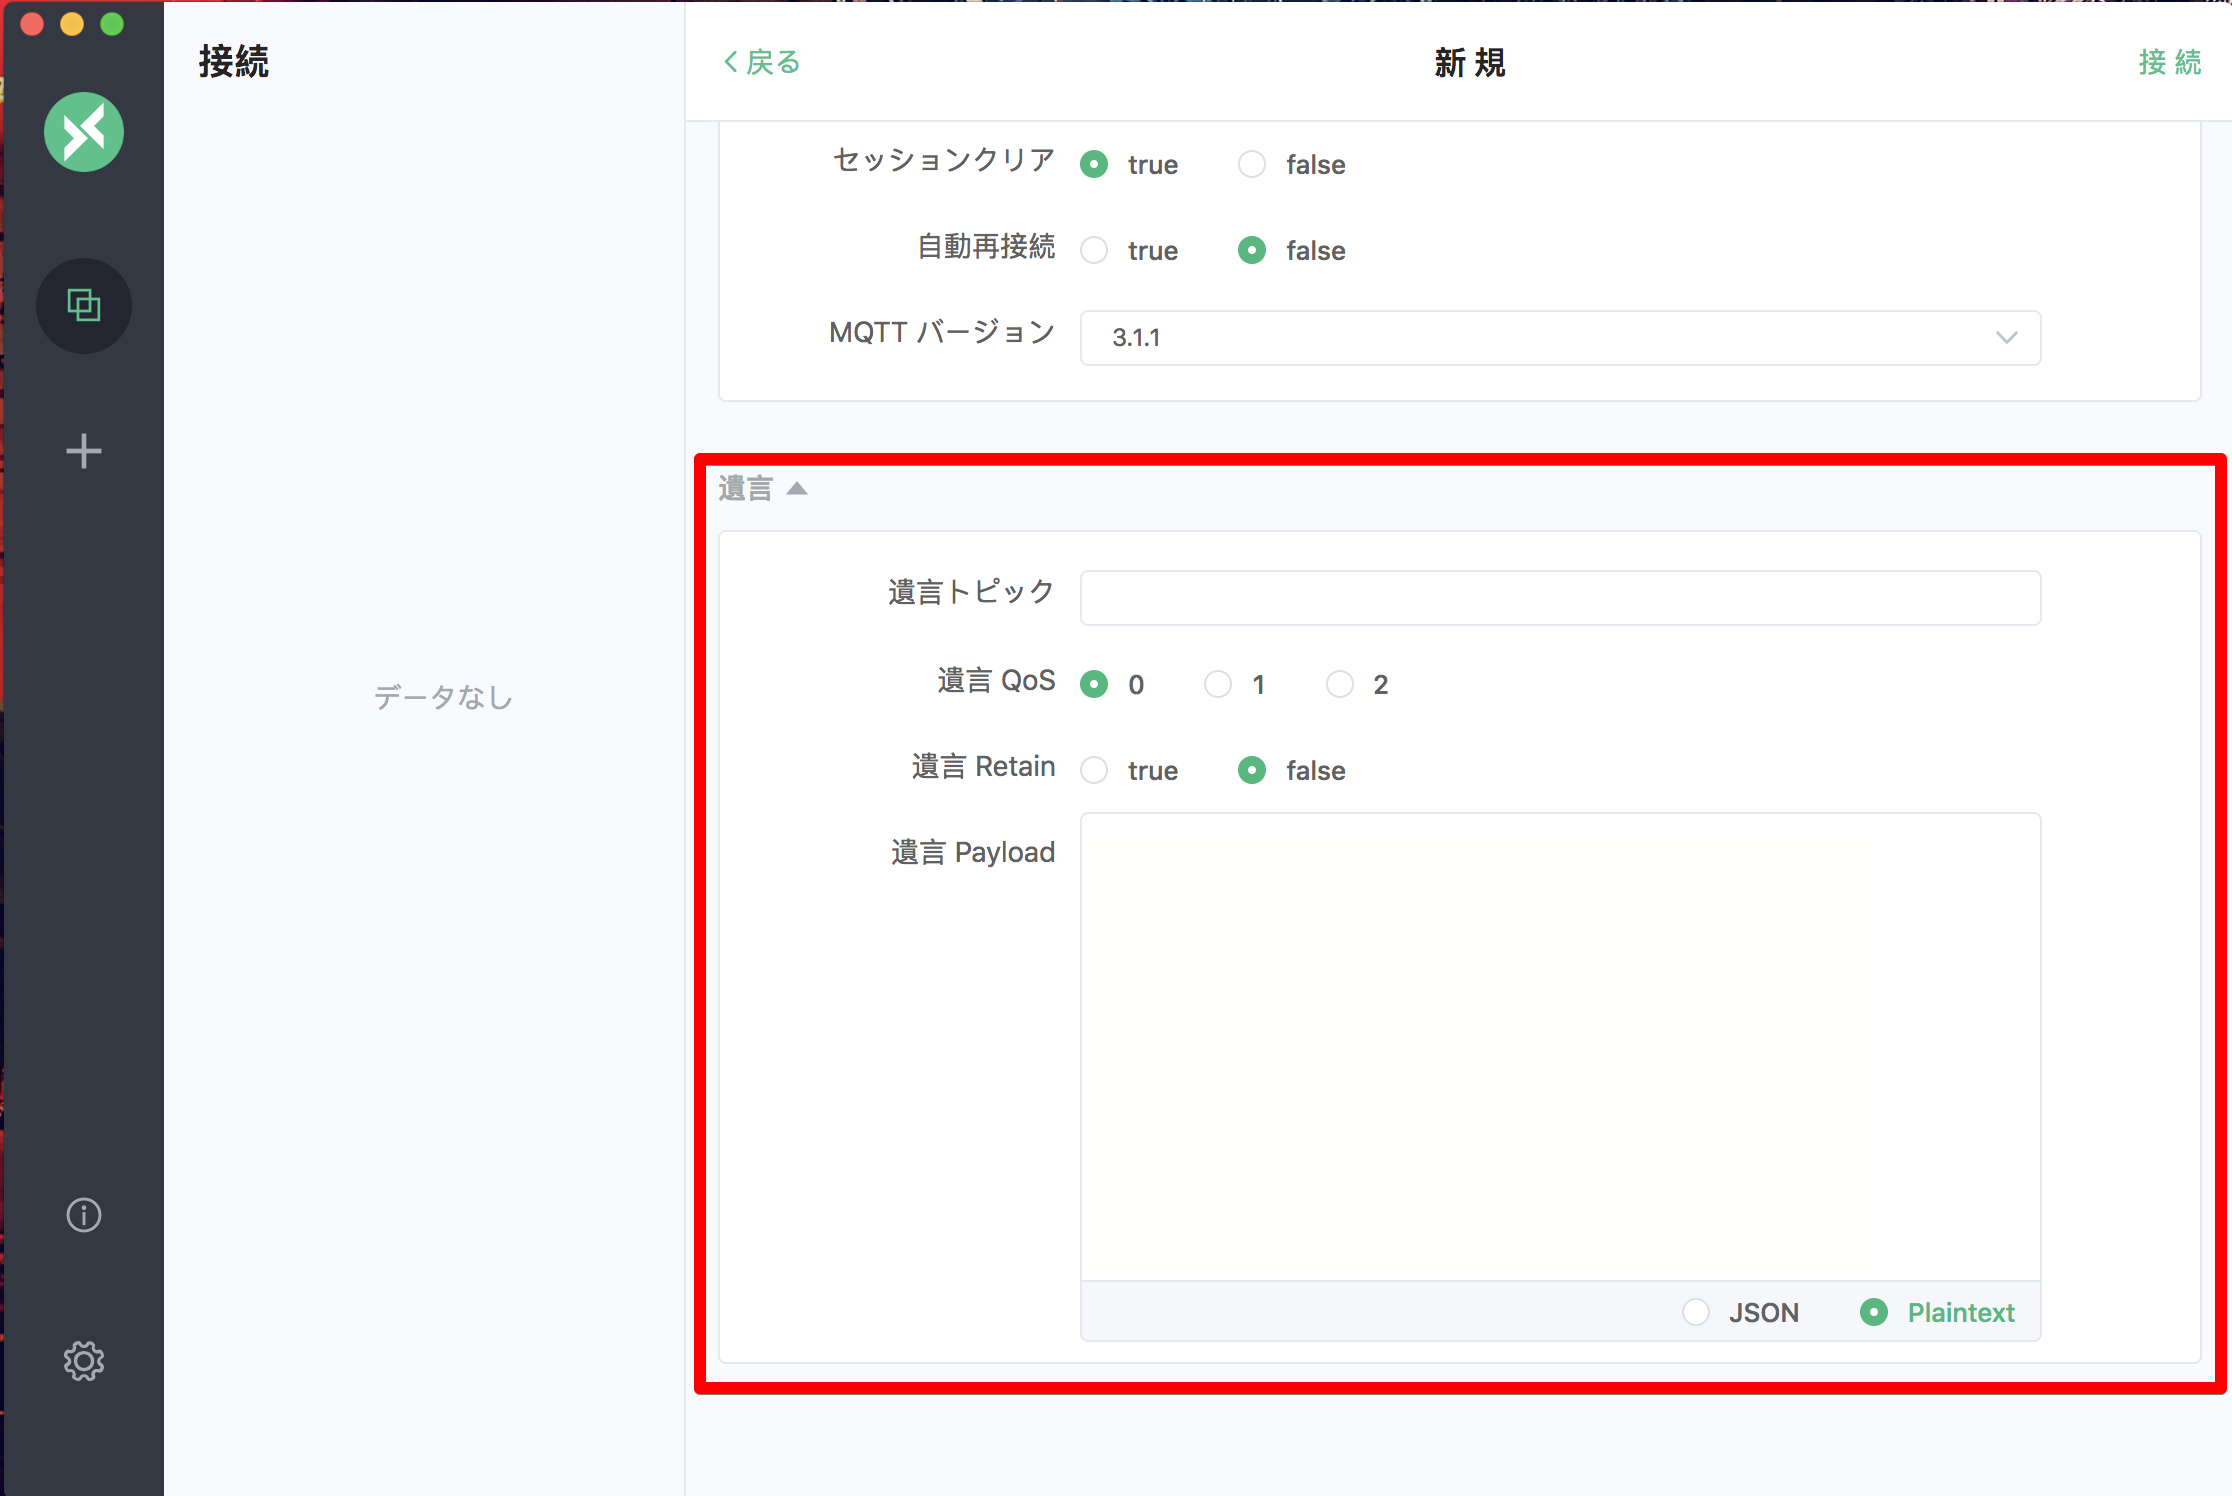 接続
データなし
戻る
新 規
接 続
セッションクリア true false
自動再接続 true false
MQTT バージョン 3.1.1
遺言
遺言トピック
遺言 QoS 0 1 2
遺言 Retain true false
遺言 Payload
JSON Plaintext